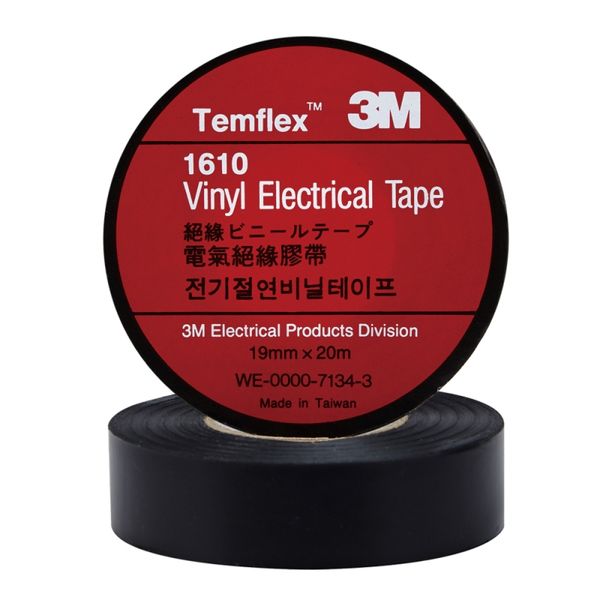 Temflex™ 3M
1610
Vinyl Electrical Tape
絕緣ビニールテープ
電氣絕緣膠帶
전기절연비닐테이프
3M Electrical Products Division
19mm x 20m
WE-0000-7134-3
Made in Taiwan